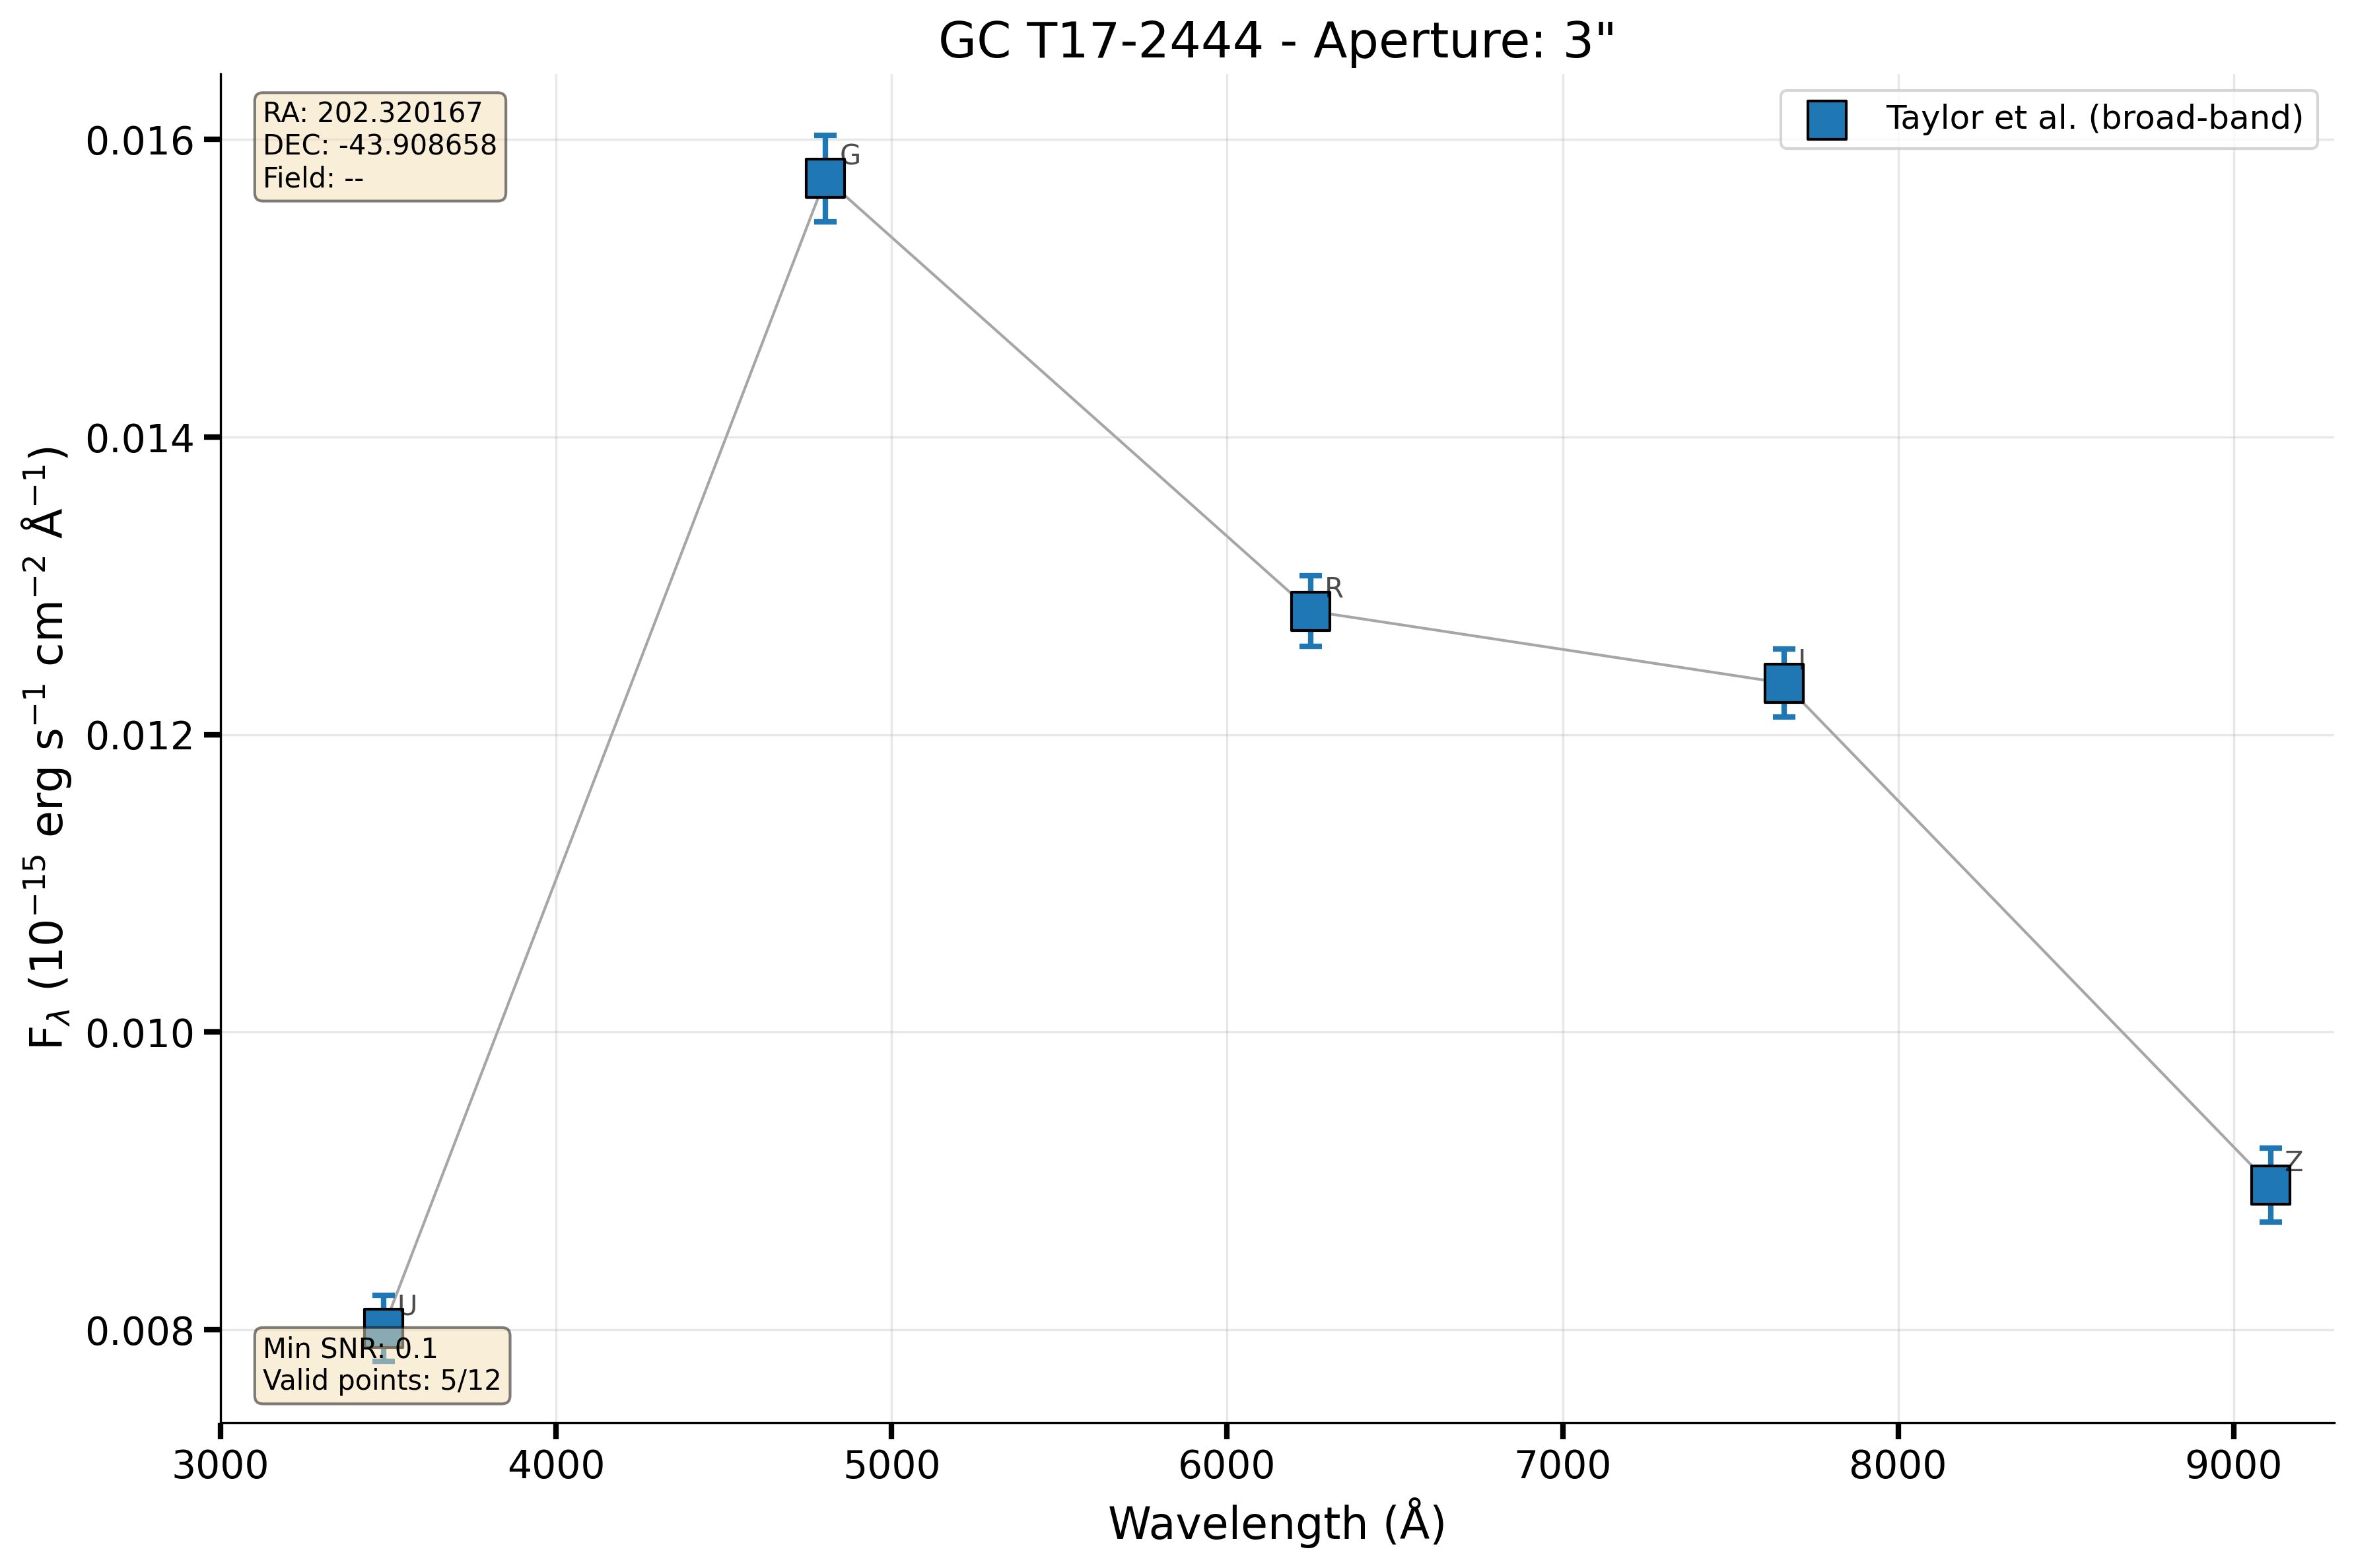 GC T17-2444 - Aperture: 3"
RA: 202.320167
DEC: -43.908658
Field: --
Taylor et al. (broad-band)
G
R
I
Z
U
Min SNR: 0.1
Valid points: 5/12
0.016
0.014
0.012
0.010
0.008
F_λ (10⁻¹⁵ erg s⁻¹ cm⁻² Å⁻¹)
3000 4000 5000 6000 7000 8000 9000
Wavelength (Å)